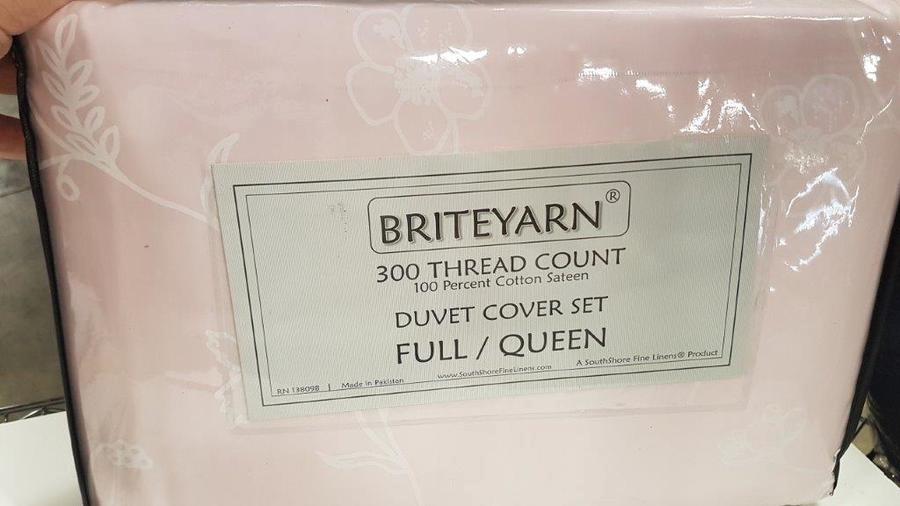 BRITEYARN®
300 THREAD COUNT
100 Percent Cotton Sateen
DUVET COVER SET
FULL / QUEEN
RN 138098 | Made in Pakistan
www.SouthShoreFineLinens.com
A SouthShore Fine Linens® Product